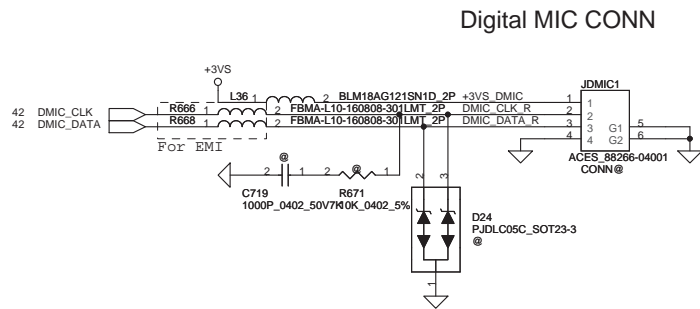 Digital MIC CONN
+3VS
L36 1 2 BLM18AG121SN1D_2P +3VS_DMIC 1 JDMIC1 1
42 DMIC_CLK R666 1 2 FBMA-L10-160808-301LMT_2P DMIC_CLK_R 2 2
42 DMIC_DATA R668 1 2 FBMA-L10-160808-301LMT_2P DMIC_DATA_R 3 3 G1 5
4 4 G2 6
For EMI
ACES_88266-04001
CONN@
@ @
2 1 2 1
C719 R671
1000P_0402_50V7K 10K_0402_5%
2 3
D24
PJDLC05C_SOT23-3
@
1